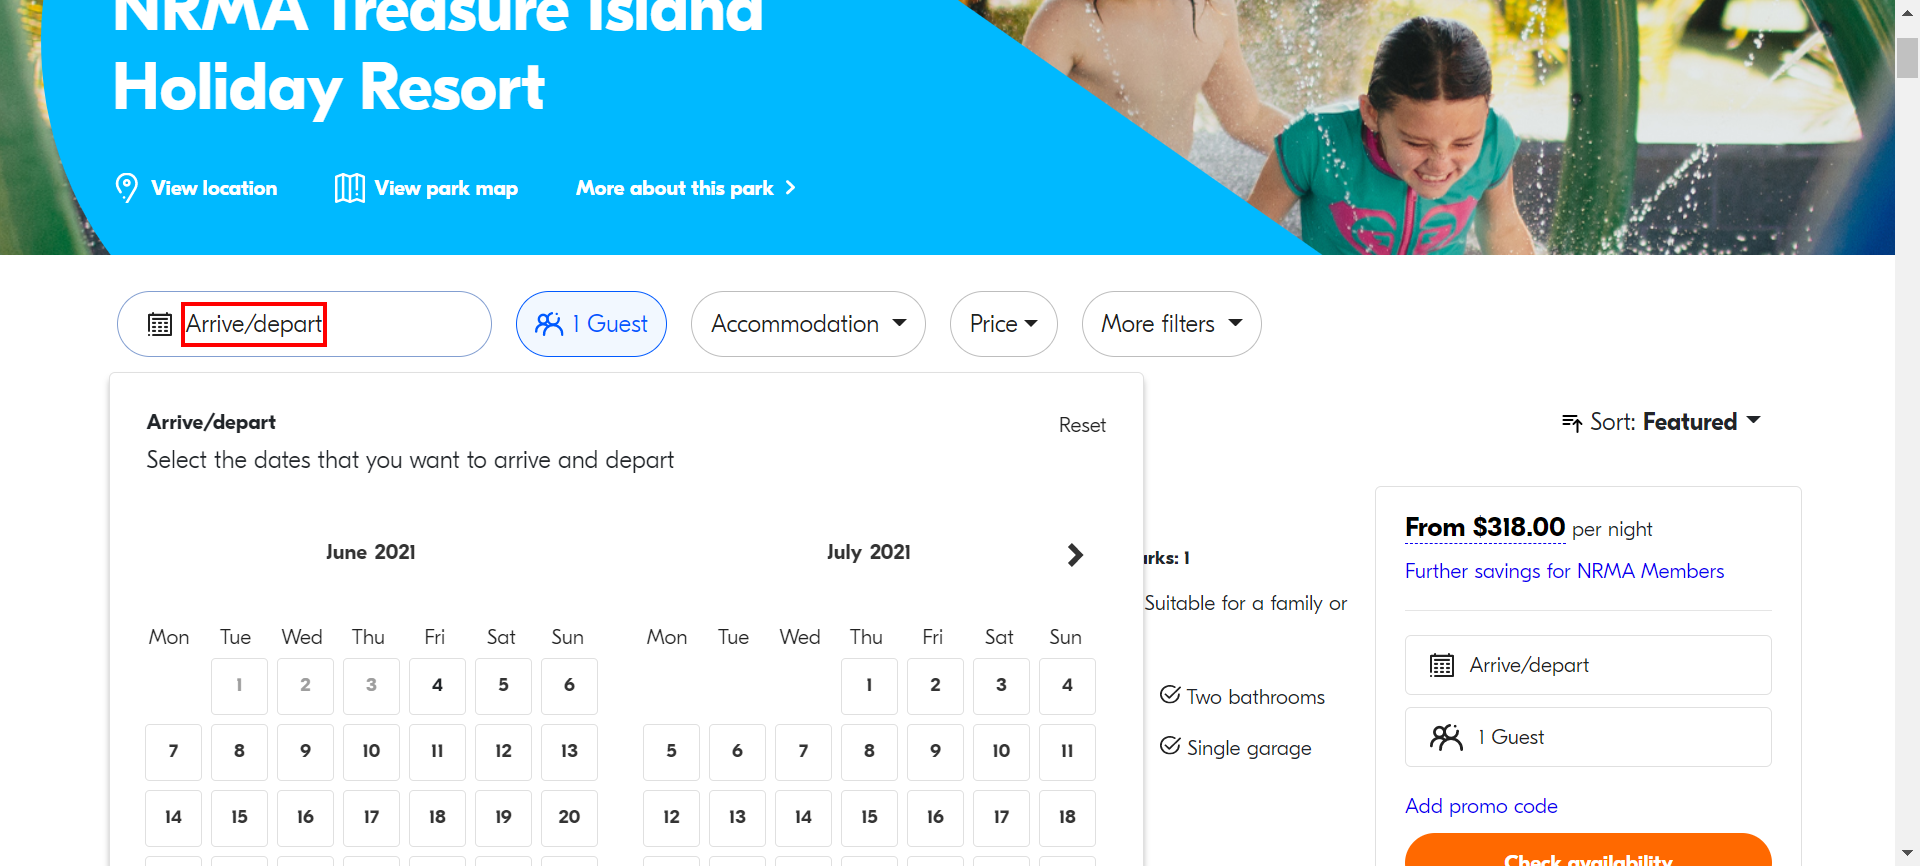 NRMA Treasure Island
Holiday Resort
View location
View park map
More about this park
Arrive/depart
1 Guest
Accommodation
Price
More filters
Arrive/depart
Reset
Select the dates that you want to arrive and depart
Sort: Featured
June 2021
July 2021
Mon Tue Wed Thu Fri Sat Sun
1 2 3 4 5 6
7 8 9 10 11 12 13
14 15 16 17 18 19 20
Mon Tue Wed Thu Fri Sat Sun
1 2 3 4
5 6 7 8 9 10 11
12 13 14 15 16 17 18
rks: 1
Suitable for a family or
Two bathrooms
Single garage
From $318.00 per night
Further savings for NRMA Members
Arrive/depart
1 Guest
Add promo code
Check availability